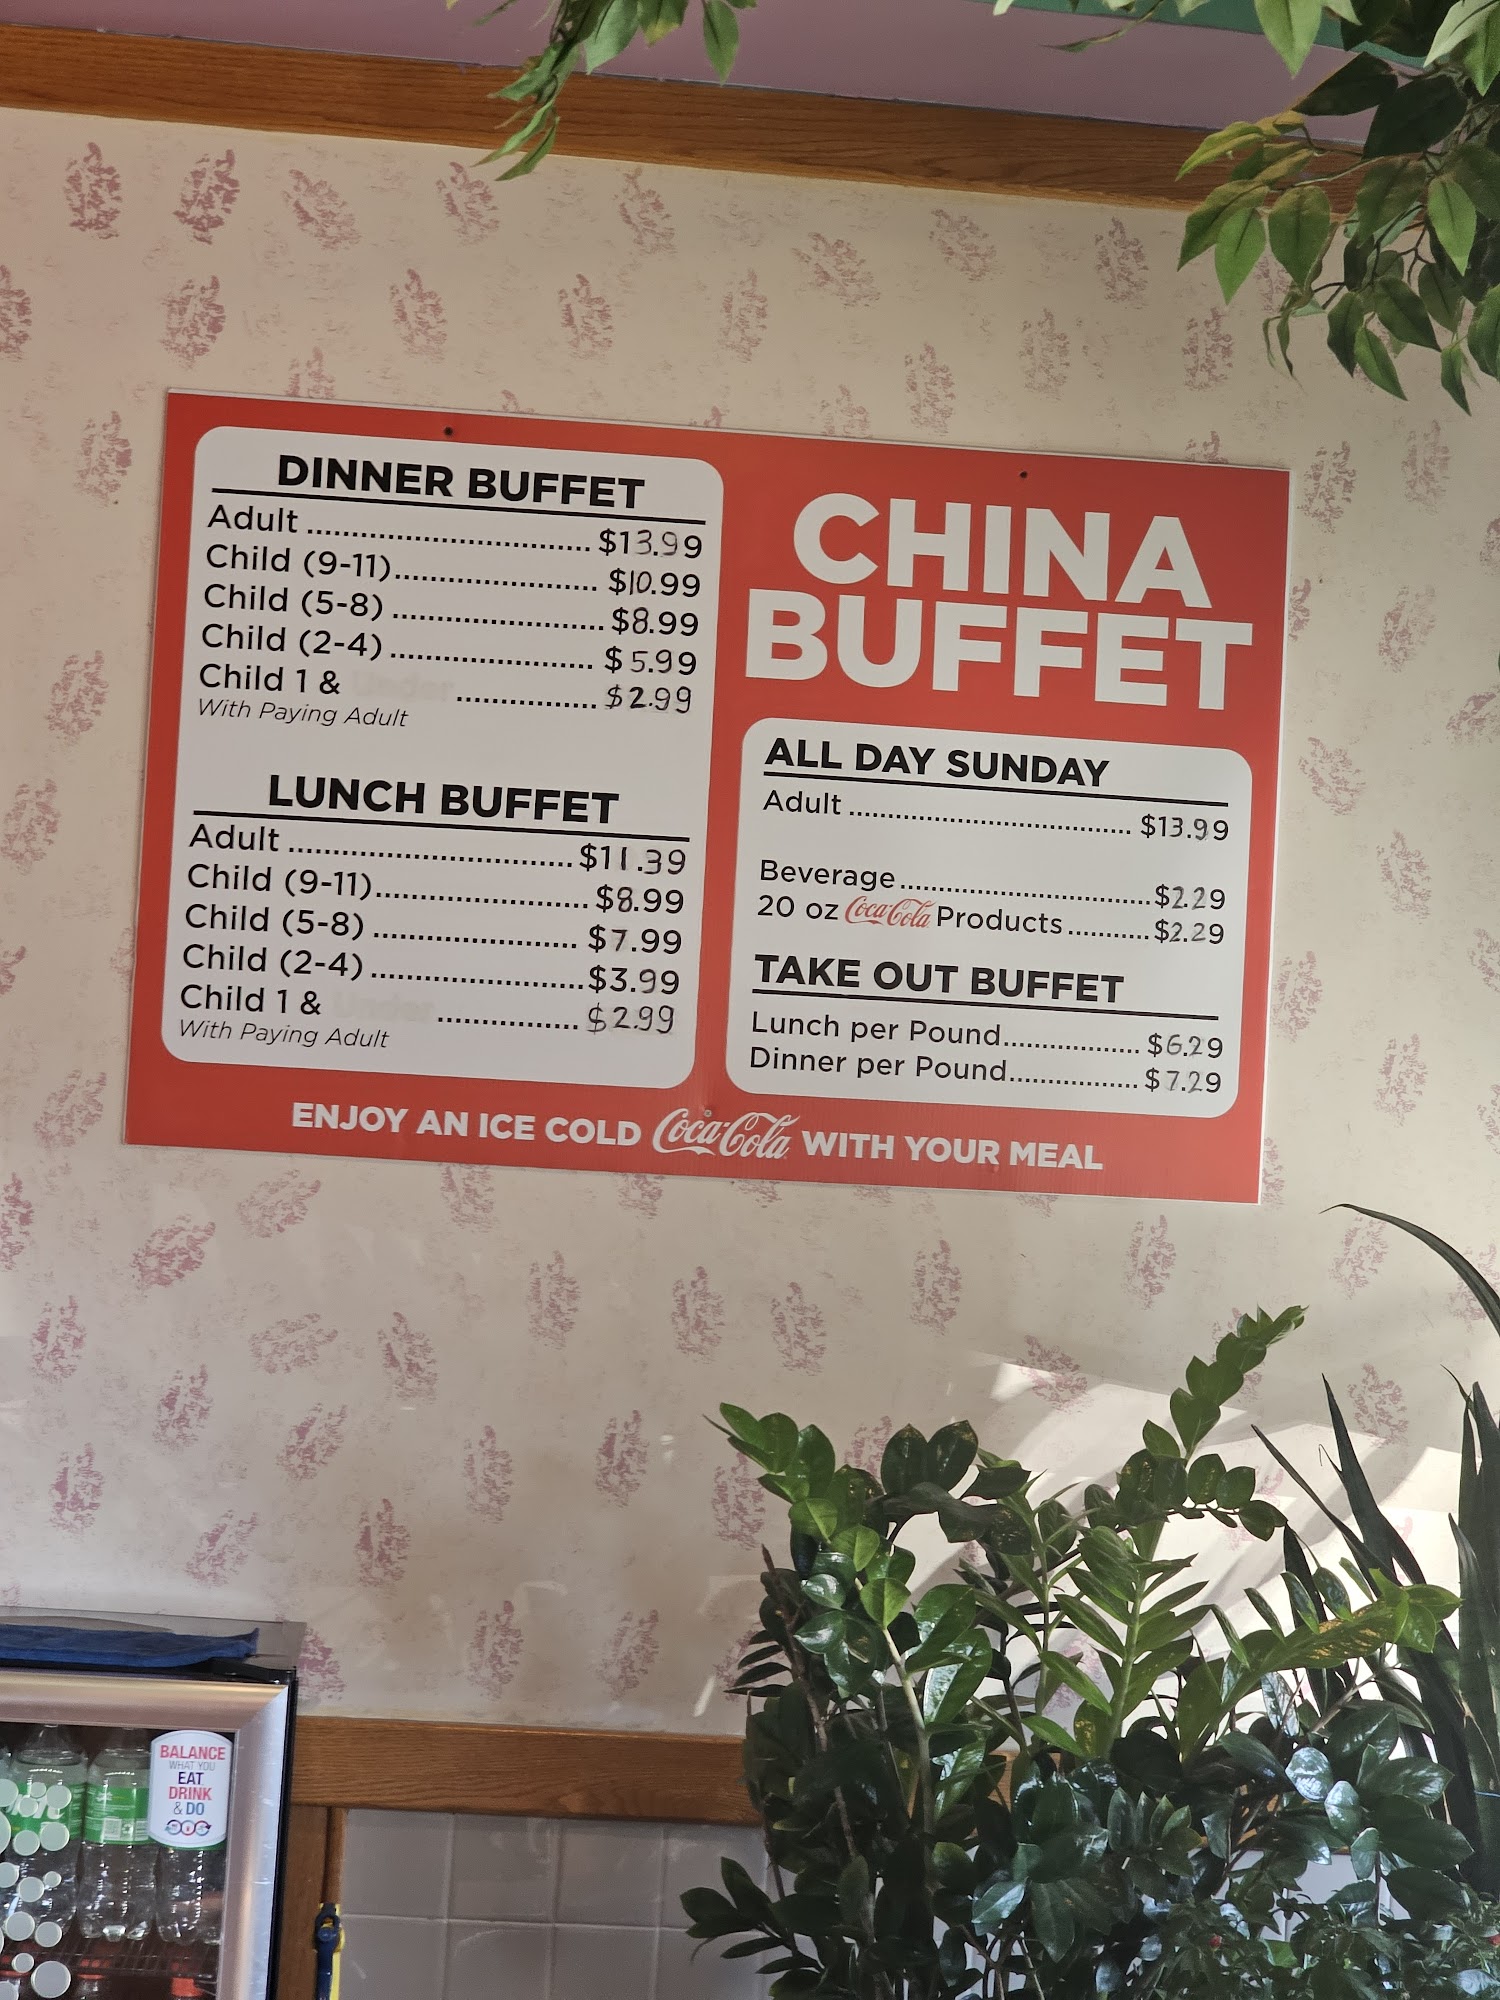 DINNER BUFFET
Adult ................................ $13.99
Child (9-11)....................... $10.99
Child (5-8) ........................ $8.99
Child (2-4) ....................... $5.99
Child 1 & Under ................ $2.99
With Paying Adult
LUNCH BUFFET
Adult ................................ $11.39
Child (9-11)........................ $8.99
Child (5-8) ....................... $7.99
Child (2-4) ........................ $3.99
Child 1 & Under ................ $2.99
With Paying Adult
CHINA
BUFFET
ALL DAY SUNDAY
Adult .................................... $13.99
Beverage................................ $2.29
20 oz Coca-Cola Products........... $2.29
TAKE OUT BUFFET
Lunch per Pound................. $6.29
Dinner per Pound................ $7.29
ENJOY AN ICE COLD Coca-Cola WITH YOUR MEAL
BALANCE
WHAT YOU
EAT
DRINK
& DO